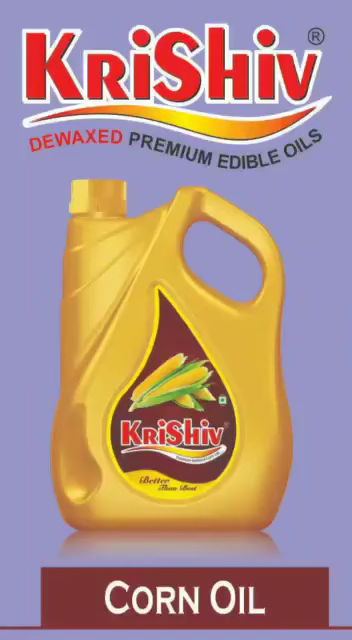 KRISHIV®
DEWAXED PREMIUM EDIBLE OILS
KRISHIV
Better
Than Best
CORN OIL